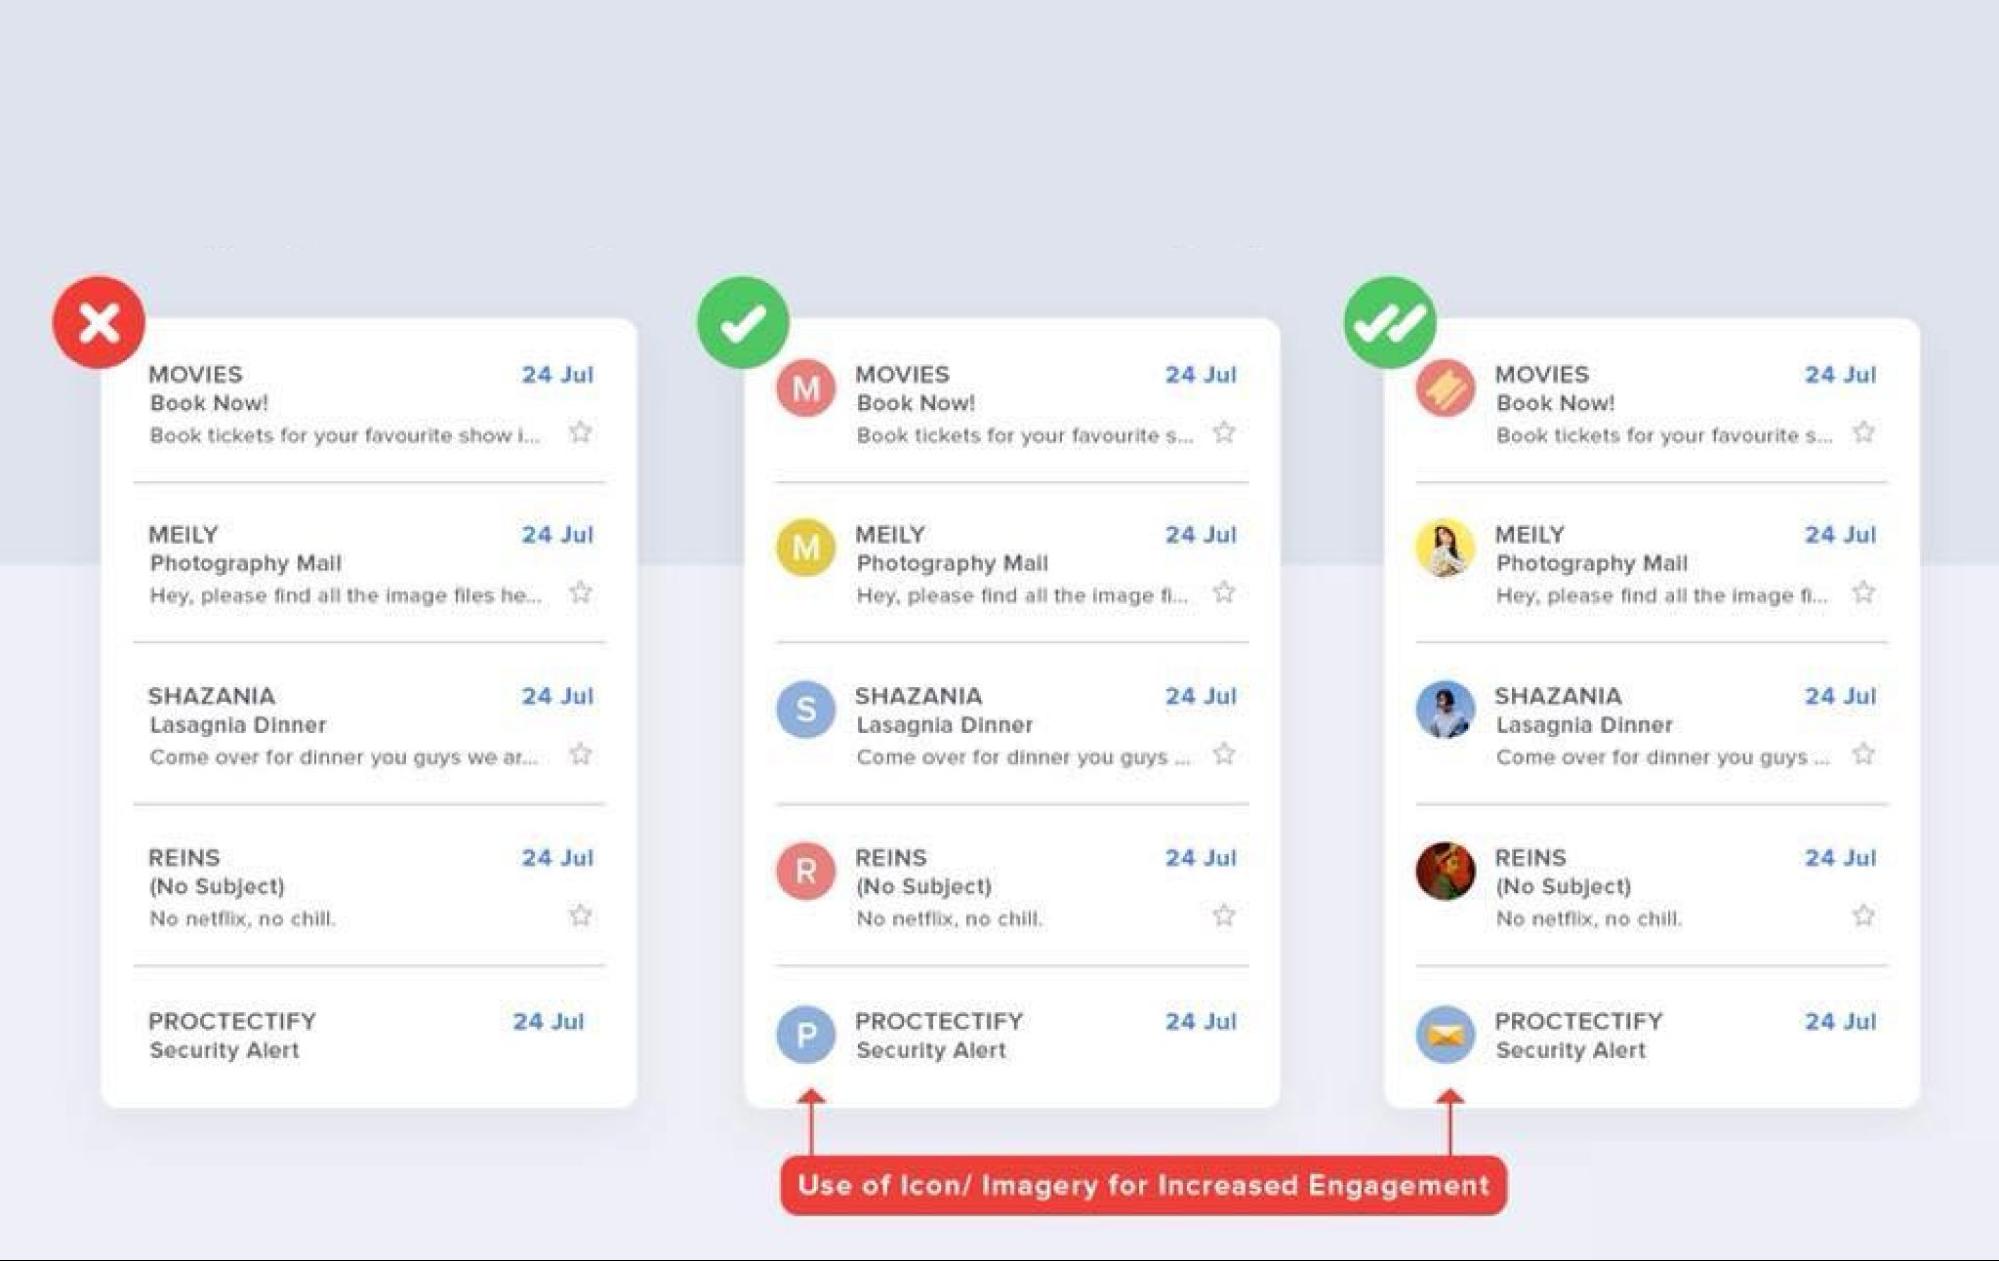 MOVIES
24 Jul
Book Now!
Book tickets for your favourite show i...
MEILY
24 Jul
Photography Mail
Hey, please find all the image files he...
SHAZANIA
24 Jul
Lasagnia Dinner
Come over for dinner you guys we ar...
REINS
24 Jul
(No Subject)
No netflix, no chill.
PROCTECTIFY
24 Jul
Security Alert
M
MOVIES
24 Jul
Book Now!
Book tickets for your favourite s...
M
MEILY
24 Jul
Photography Mail
Hey, please find all the image fi...
S
SHAZANIA
24 Jul
Lasagnia Dinner
Come over for dinner you guys ...
R
REINS
24 Jul
(No Subject)
No netflix, no chill.
P
PROCTECTIFY
24 Jul
Security Alert
MOVIES
24 Jul
Book Now!
Book tickets for your favourite s...
MEILY
24 Jul
Photography Mail
Hey, please find all the image fi...
SHAZANIA
24 Jul
Lasagnia Dinner
Come over for dinner you guys ...
REINS
24 Jul
(No Subject)
No netflix, no chill.
PROCTECTIFY
24 Jul
Security Alert
Use of Icon/ Imagery for Increased Engagement